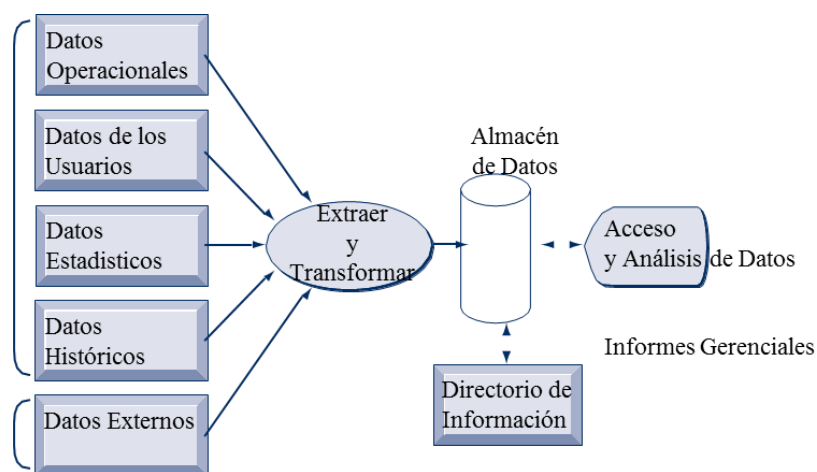 Datos
Operacionales
Datos de los
Usuarios
Datos
Estadisticos
Datos
Históricos
Datos Externos
Extraer
y
Transformar
Almacén
de Datos
Directorio de
Información
Acceso
y Análisis de Datos
Informes Gerenciales